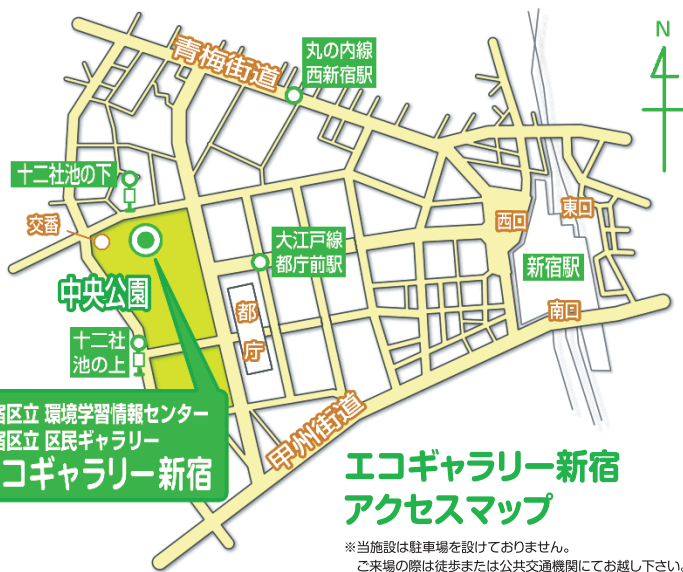 青梅街道
丸の内線
西新宿駅
N
十二社池の下
交番
中央公園
大江戸線
都庁前駅
都
庁
西口
東口
新宿駅
南口
十二社
池の上
甲州街道
宿区立 環境学習情報センター
宿区立 区民ギャラリー
コギャラリー新宿
エコギャラリー新宿
アクセスマップ
※当施設は駐車場を設けておりません。
ご来場の際は徒歩または公共交通機関にてお越し下さい。